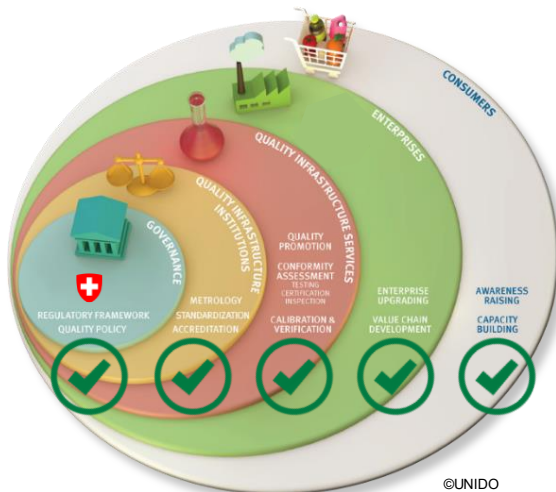 CONSUMERS
ENTERPRISES
QUALITY INFRASTRUCTURE SERVICES
QUALITY INFRASTRUCTURE
INSTITUTIONS
GOVERNANCE
REGULATORY FRAMEWORK
QUALITY POLICY
METROLOGY
STANDARDIZATION
ACCREDITATION
QUALITY
PROMOTION
CONFORMITY
ASSESSMENT
TESTING
CERTIFICATION
INSPECTION
CALIBRATION &
VERIFICATION
ENTERPRISE
UPGRADING
VALUE CHAIN
DEVELOPMENT
AWARENESS
RAISING
CAPACITY
BUILDING
©UNIDO